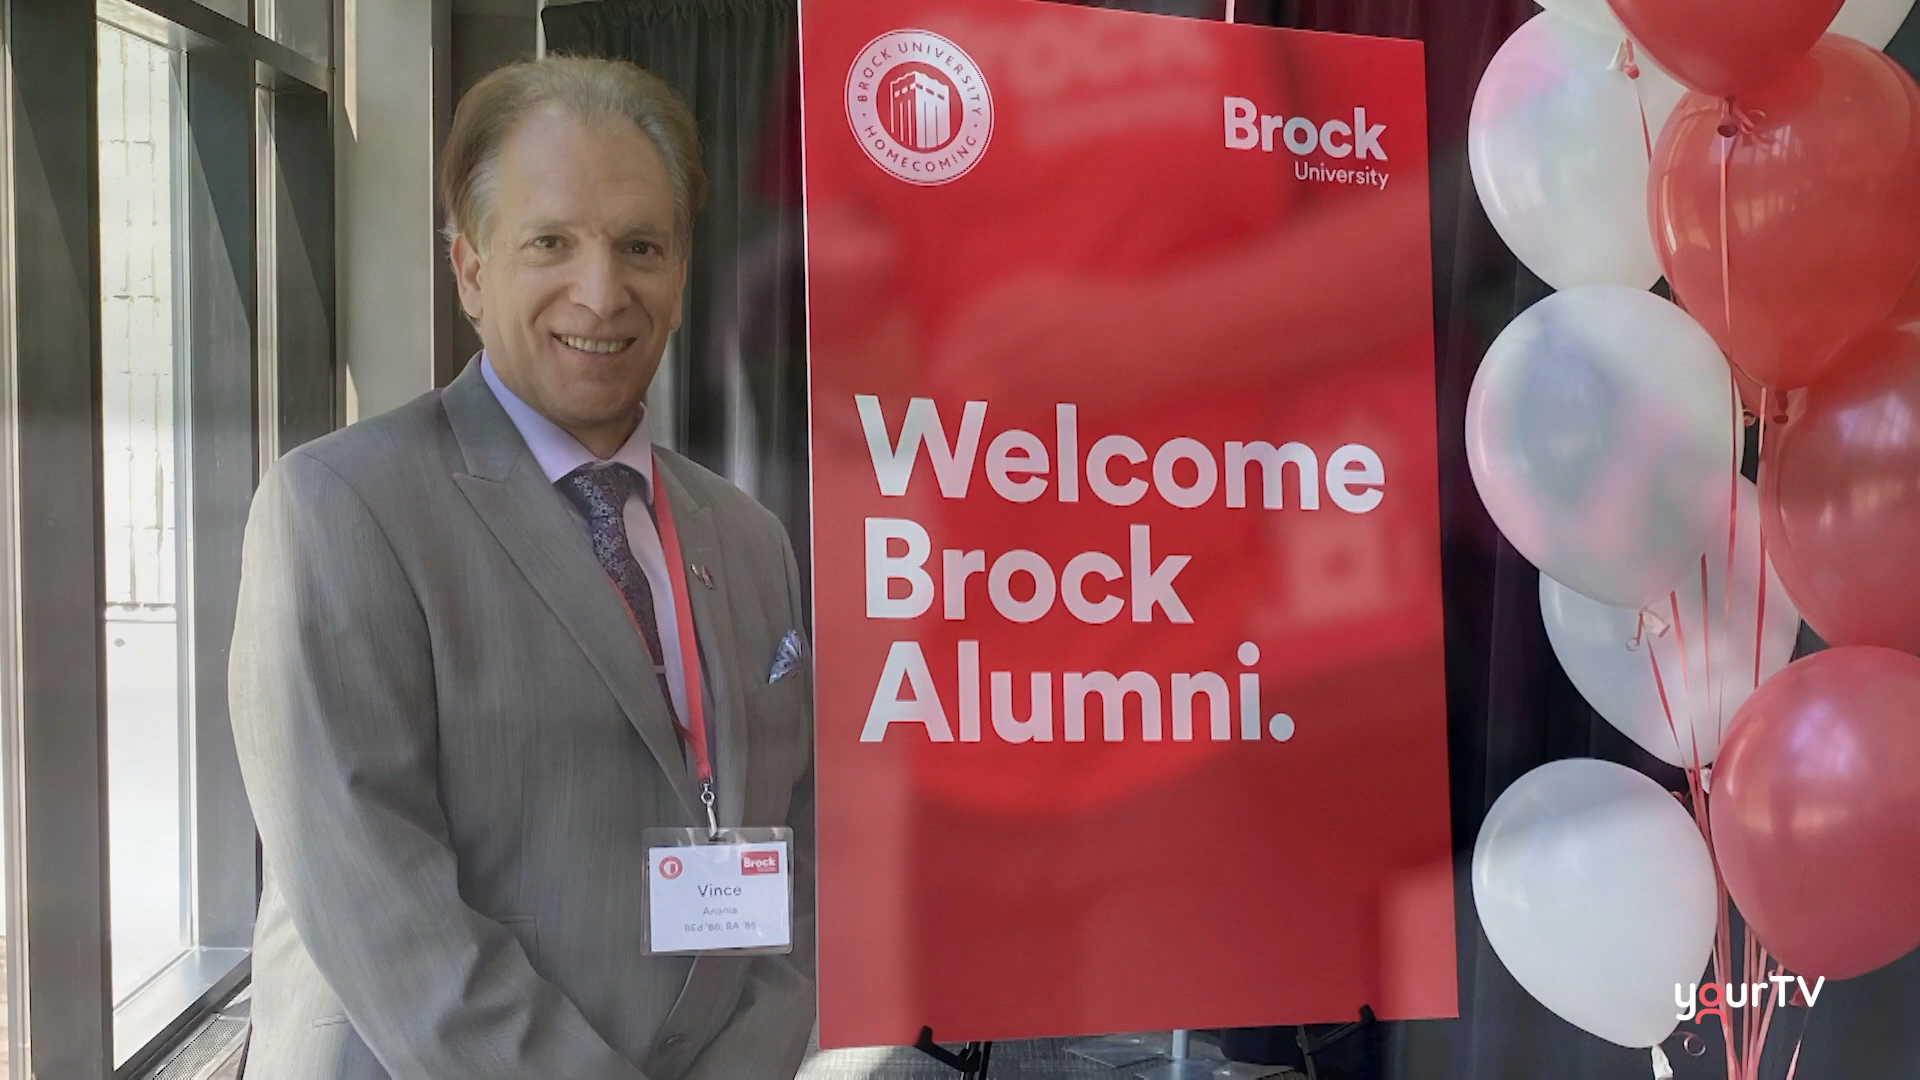 BROCK UNIVERSITY
HOMECOMING
Brock
University
Welcome
Brock
Alumni.
Brock
Vince
Anania
BEd '86, BA '85
yourTV